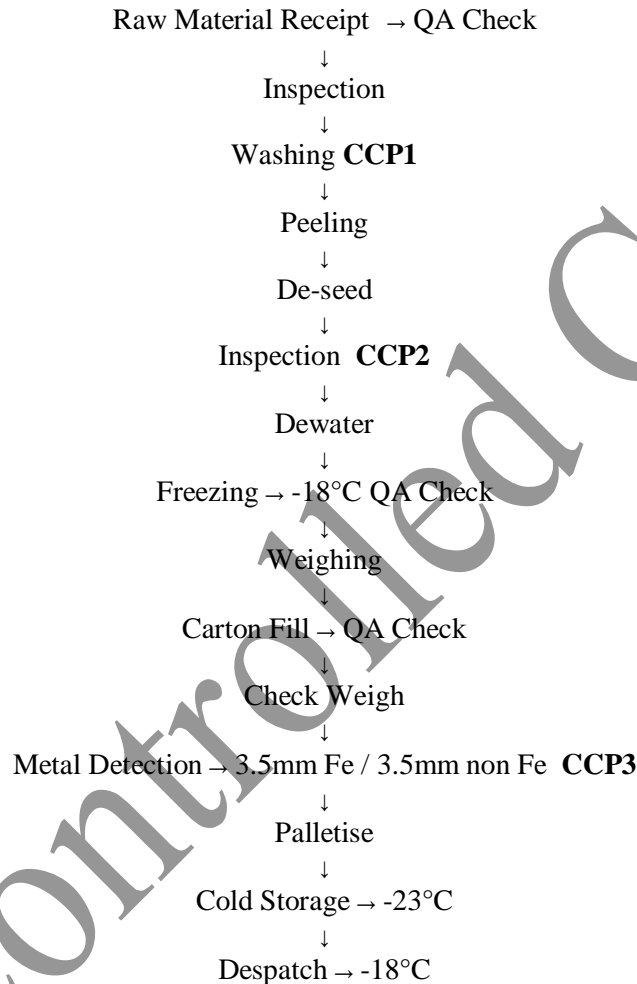 Raw Material Receipt → QA Check
↓
Inspection
↓
Washing CCP1
↓
Peeling
↓
De-seed
↓
Inspection CCP2
↓
Dewater
↓
Freezing → -18°C QA Check
↓
Weighing
↓
Carton Fill → QA Check
↓
Check Weigh
↓
Metal Detection → 3.5mm Fe / 3.5mm non Fe CCP3
↓
Palletise
↓
Cold Storage → -23°C
↓
Despatch → -18°C
ontrolled C